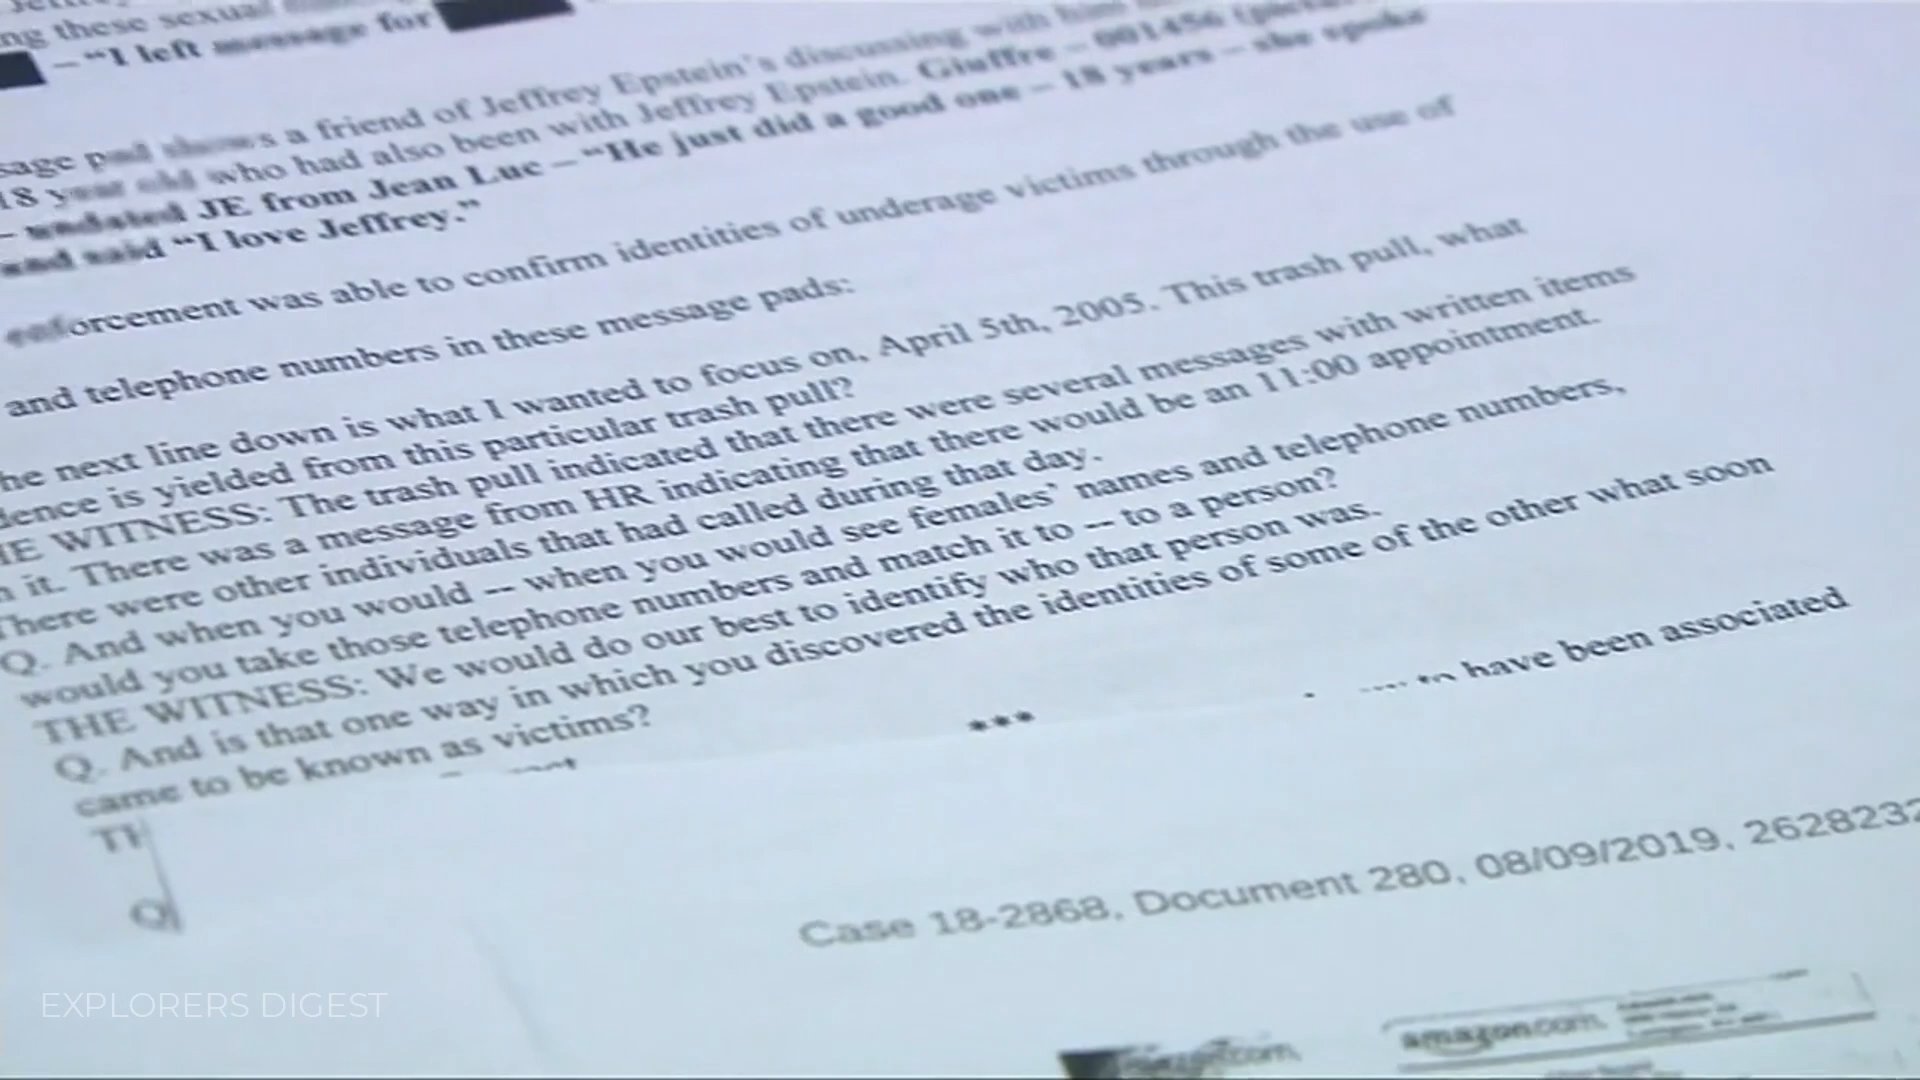 ng these sexual
– “I left message for
a friend of Jeffrey Epstein’s discussing with him
18 year old who had also been with Jeffrey Epstein. Giuffre – 001456
– undated JE from Jean Luc – “He just did a good one – 18 years – she spoke
and said “I love Jeffrey.”
enforcement was able to confirm identities of underage victims through the use of
and telephone numbers in these message pads:
he next line down is what I wanted to focus on, April 5th, 2005. This trash pull, what
dence is yielded from this particular trash pull?
HE WITNESS: The trash pull indicated that there were several messages with written items
n it. There was a message from HR indicating that there would be an 11:00 appointment.
There were other individuals that had called during that day.
Q. And when you would -- when you would see females’ names and telephone numbers,
would you take those telephone numbers and match it to -- to a person?
THE WITNESS: We would do our best to identify who that person was.
Q. And is that one way in which you discovered the identities of some of the other what soon
came to be known as victims?
***
to have been associated
Q
Case 18-2868, Document 280, 08/09/2019, 2628232
amazon.com
EXPLORERS DIGEST